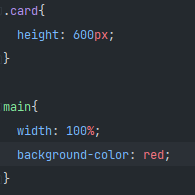 .card{
  height: 600px;
}

main{
  width: 100%;
  background-color: red;
}